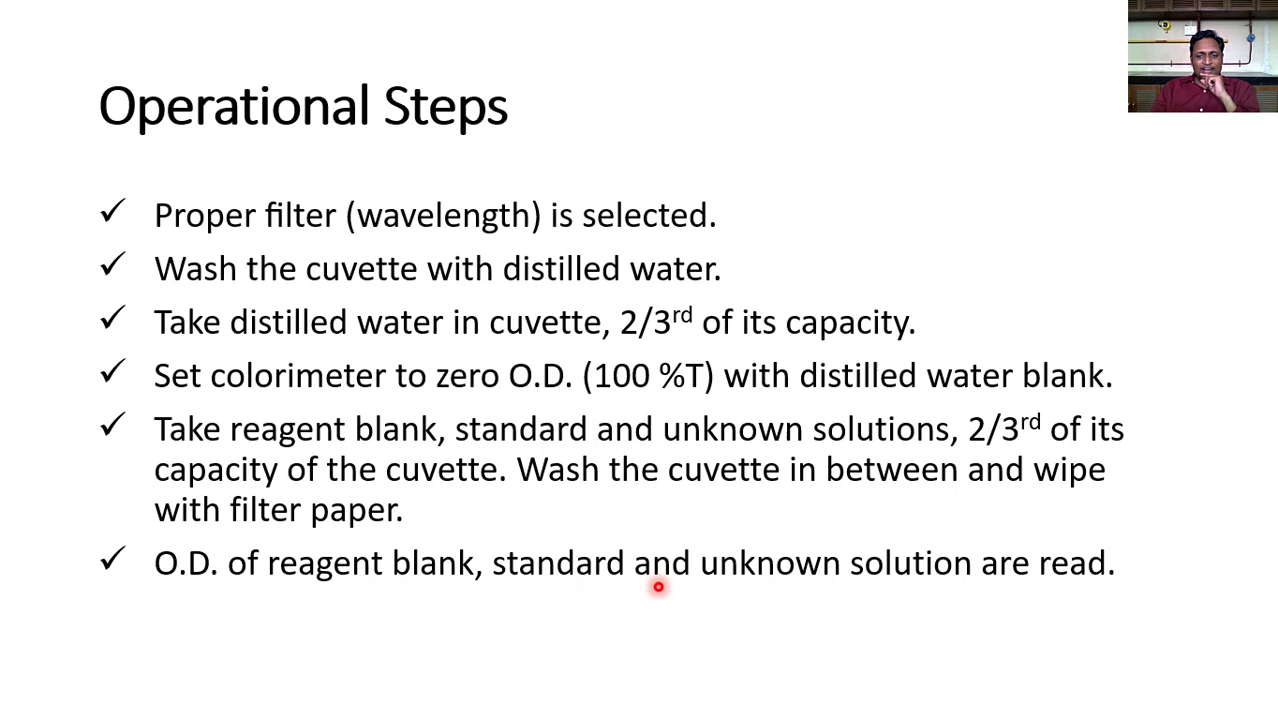 Operational Steps
✓ Proper filter (wavelength) is selected.
✓ Wash the cuvette with distilled water.
✓ Take distilled water in cuvette, 2/3rd of its capacity.
✓ Set colorimeter to zero O.D. (100 %T) with distilled water blank.
✓ Take reagent blank, standard and unknown solutions, 2/3rd of its
capacity of the cuvette. Wash the cuvette in between and wipe
with filter paper.
✓ O.D. of reagent blank, standard and unknown solution are read.